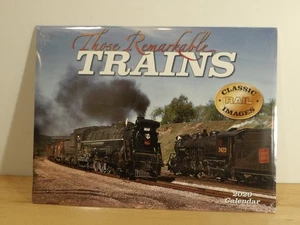 Those Remarkable
TRAINS
CLASSIC
RAIL
IMAGES
2020
Calendar